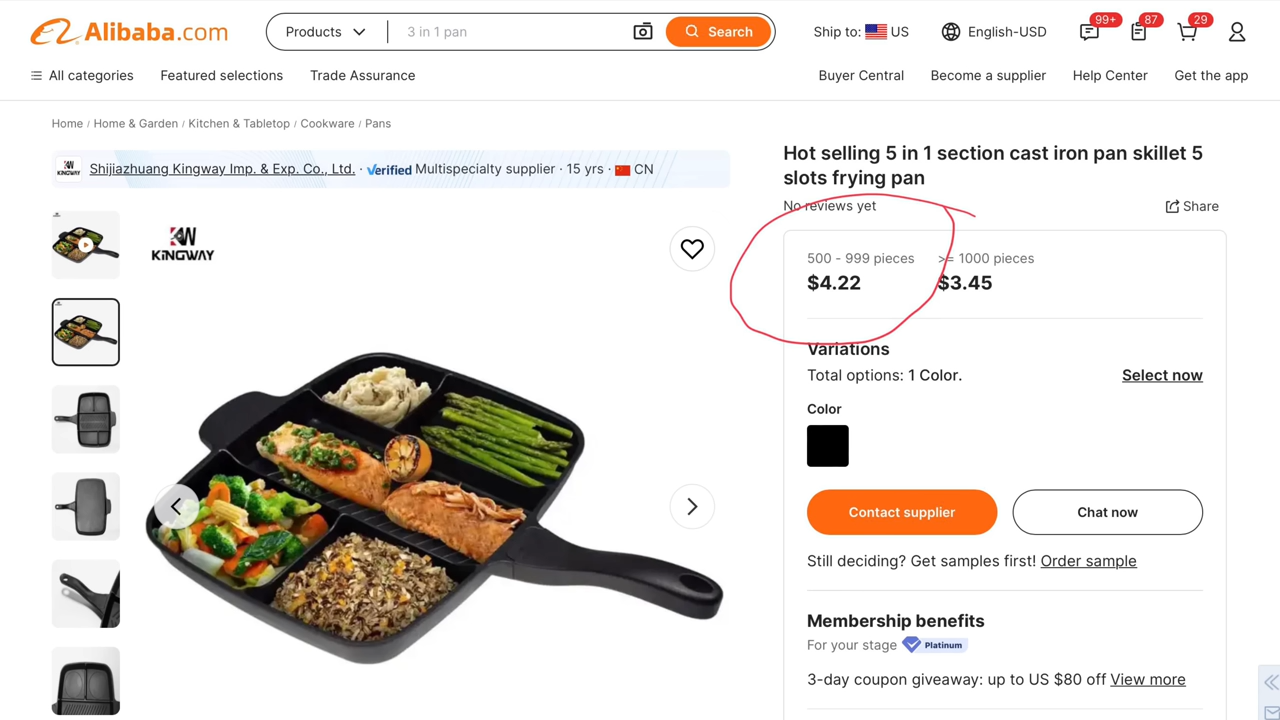 Alibaba.com
Products
3 in 1 pan
Search
Ship to: US
English-USD
99+
87
29
All categories
Featured selections
Trade Assurance
Buyer Central
Become a supplier
Help Center
Get the app
Home / Home & Garden / Kitchen & Tabletop / Cookware / Pans
KINGWAY
Shijiazhuang Kingway Imp. & Exp. Co., Ltd. · Verified Multispecialty supplier · 15 yrs · CN
KINGWAY
Hot selling 5 in 1 section cast iron pan skillet 5
slots frying pan
No reviews yet
Share
500 - 999 pieces
$4.22
>= 1000 pieces
$3.45
Variations
Total options: 1 Color.
Select now
Color
Contact supplier
Chat now
Still deciding? Get samples first! Order sample
Membership benefits
For your stage Platinum
3-day coupon giveaway: up to US $80 off View more